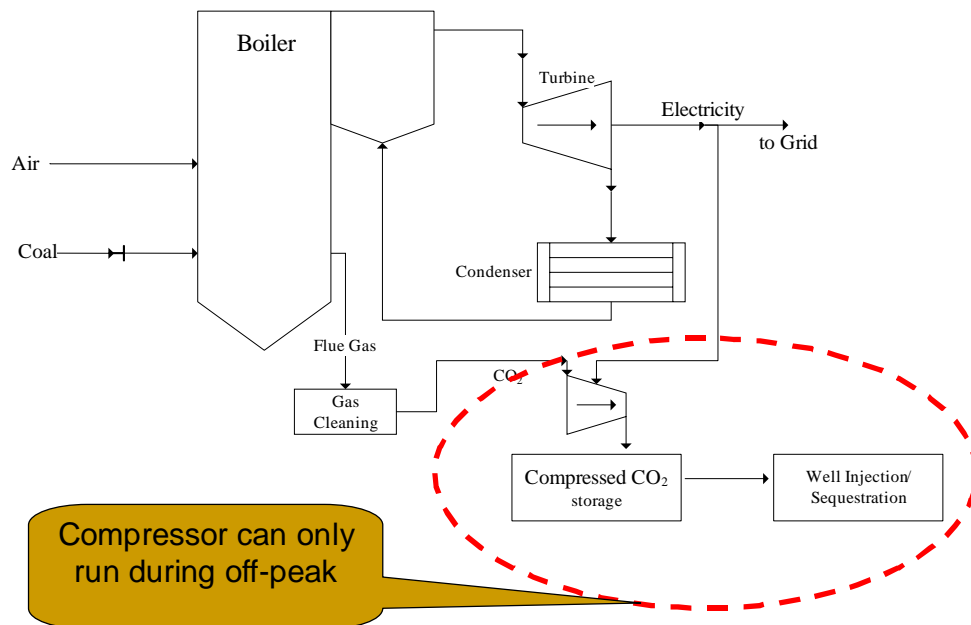 Boiler
Turbine
Electricity
to Grid
Air
Coal
Condenser
Flue Gas
CO₂
Gas
Cleaning
Compressed CO₂
storage
Well Injection/
Sequestration
Compressor can only
run during off-peak